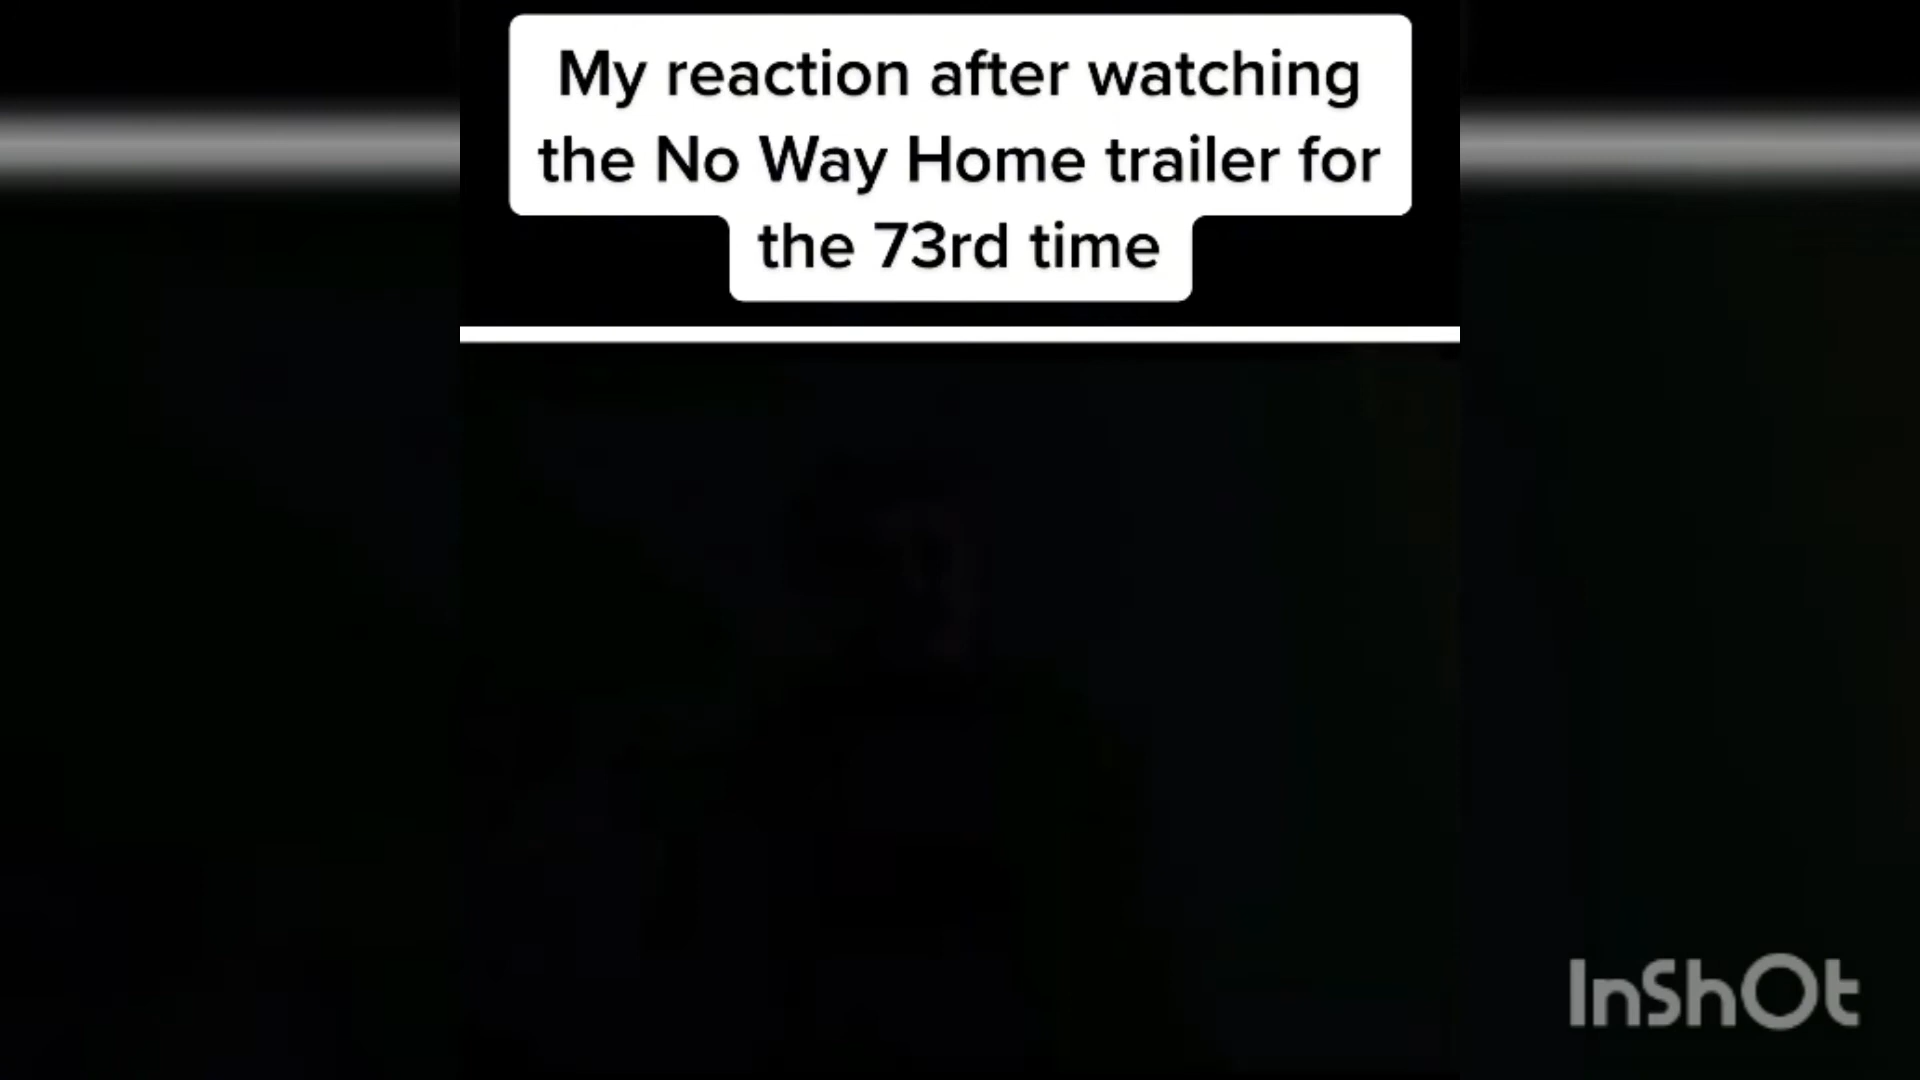 My reaction after watching
the No Way Home trailer for
the 73rd time
InShOt